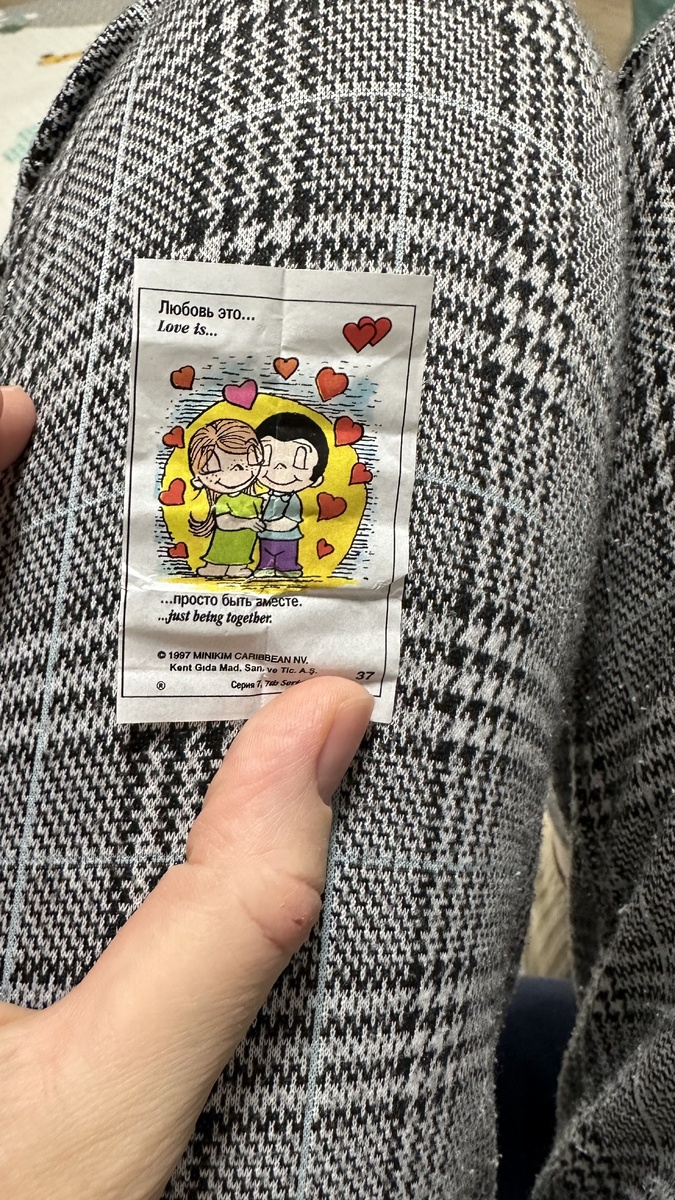 Любовь это...
Love is...
...просто быть вместе.
...just being together.
© 1997 MINIKIM CARIBBEAN NV.
Kent Gıda Mad. San. ve Tic. A.Ş.
37
® Серия 7, 7th